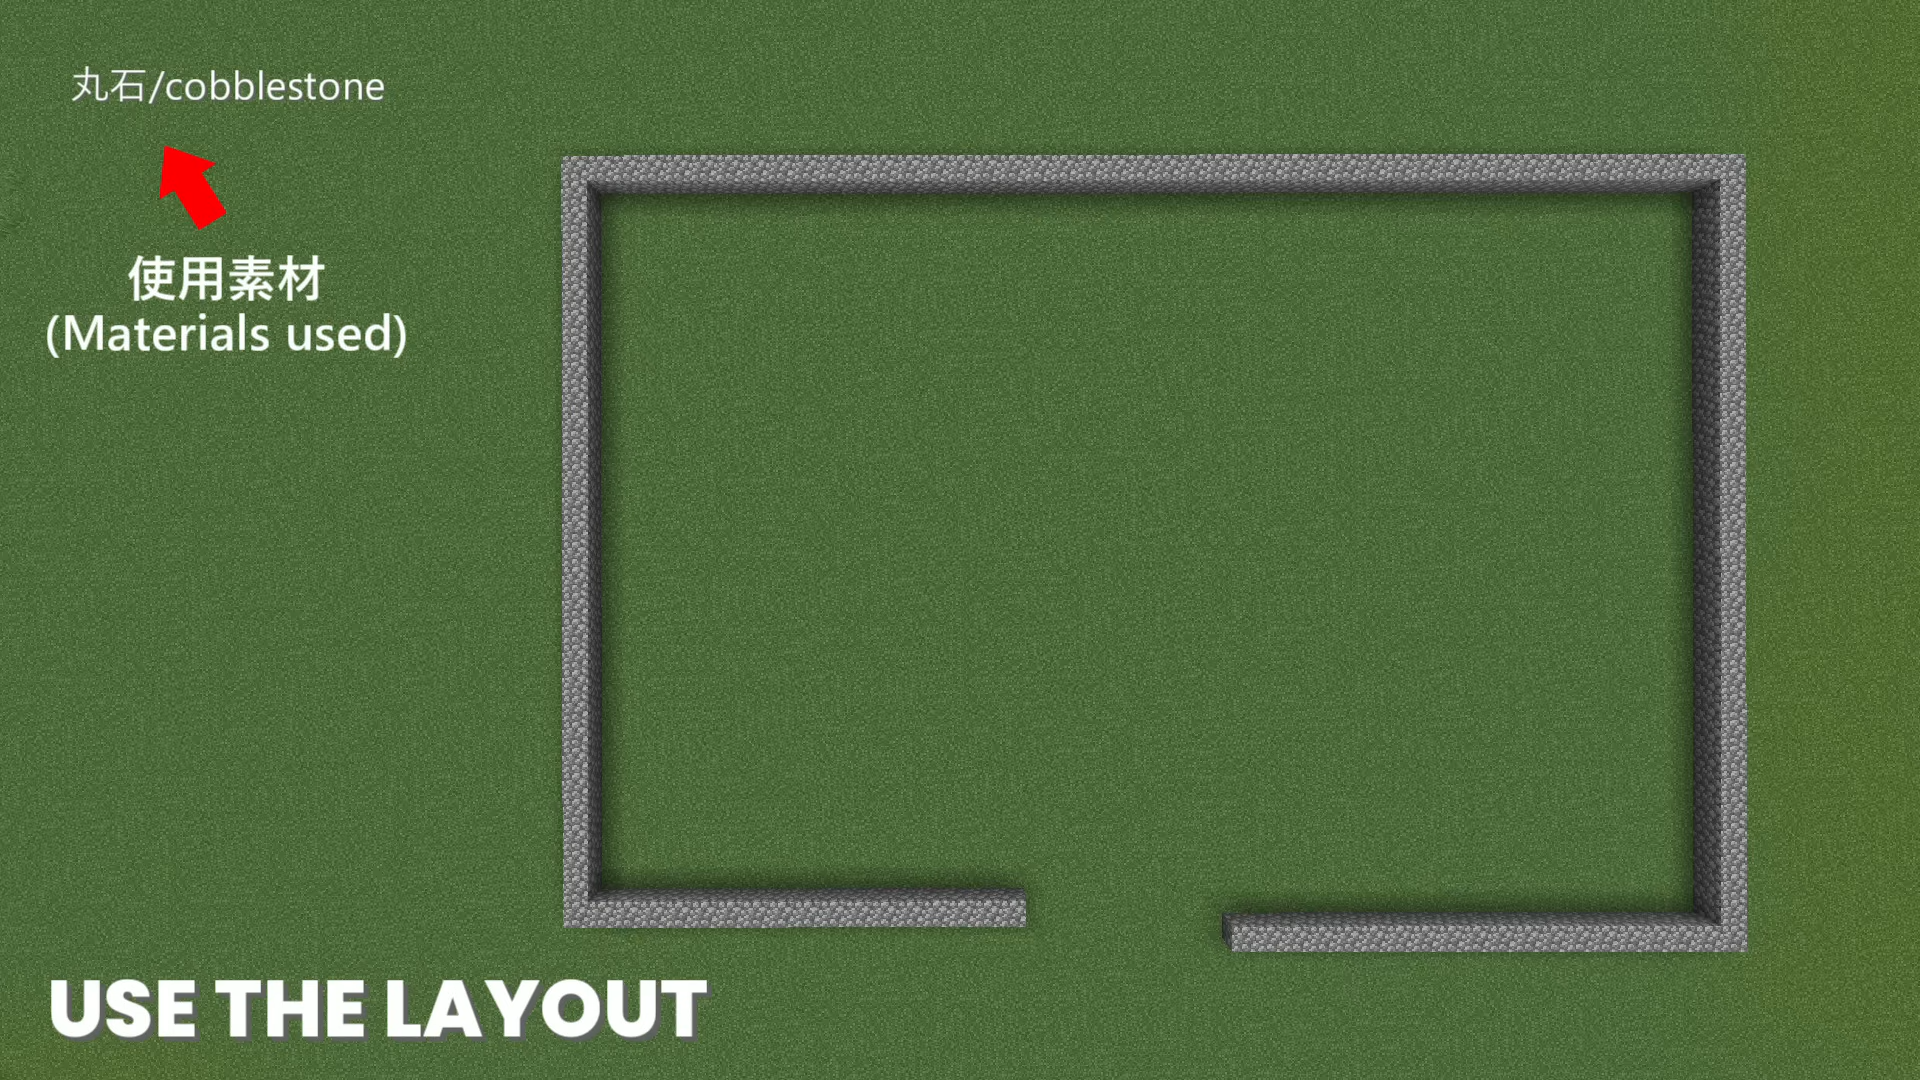 丸石/cobblestone
使用素材
(Materials used)
USE THE LAYOUT